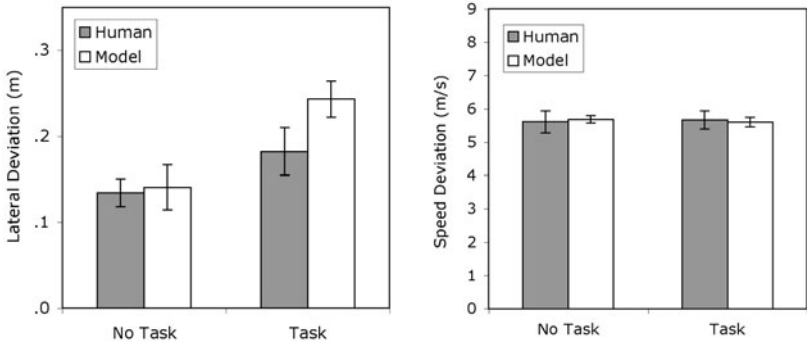 Lateral Deviation (m)
.3
.2
.1
.0
Human
Model
No Task
Task
Speed Deviation (m/s)
9
8
7
6
5
4
3
2
1
0
Human
Model
No Task
Task